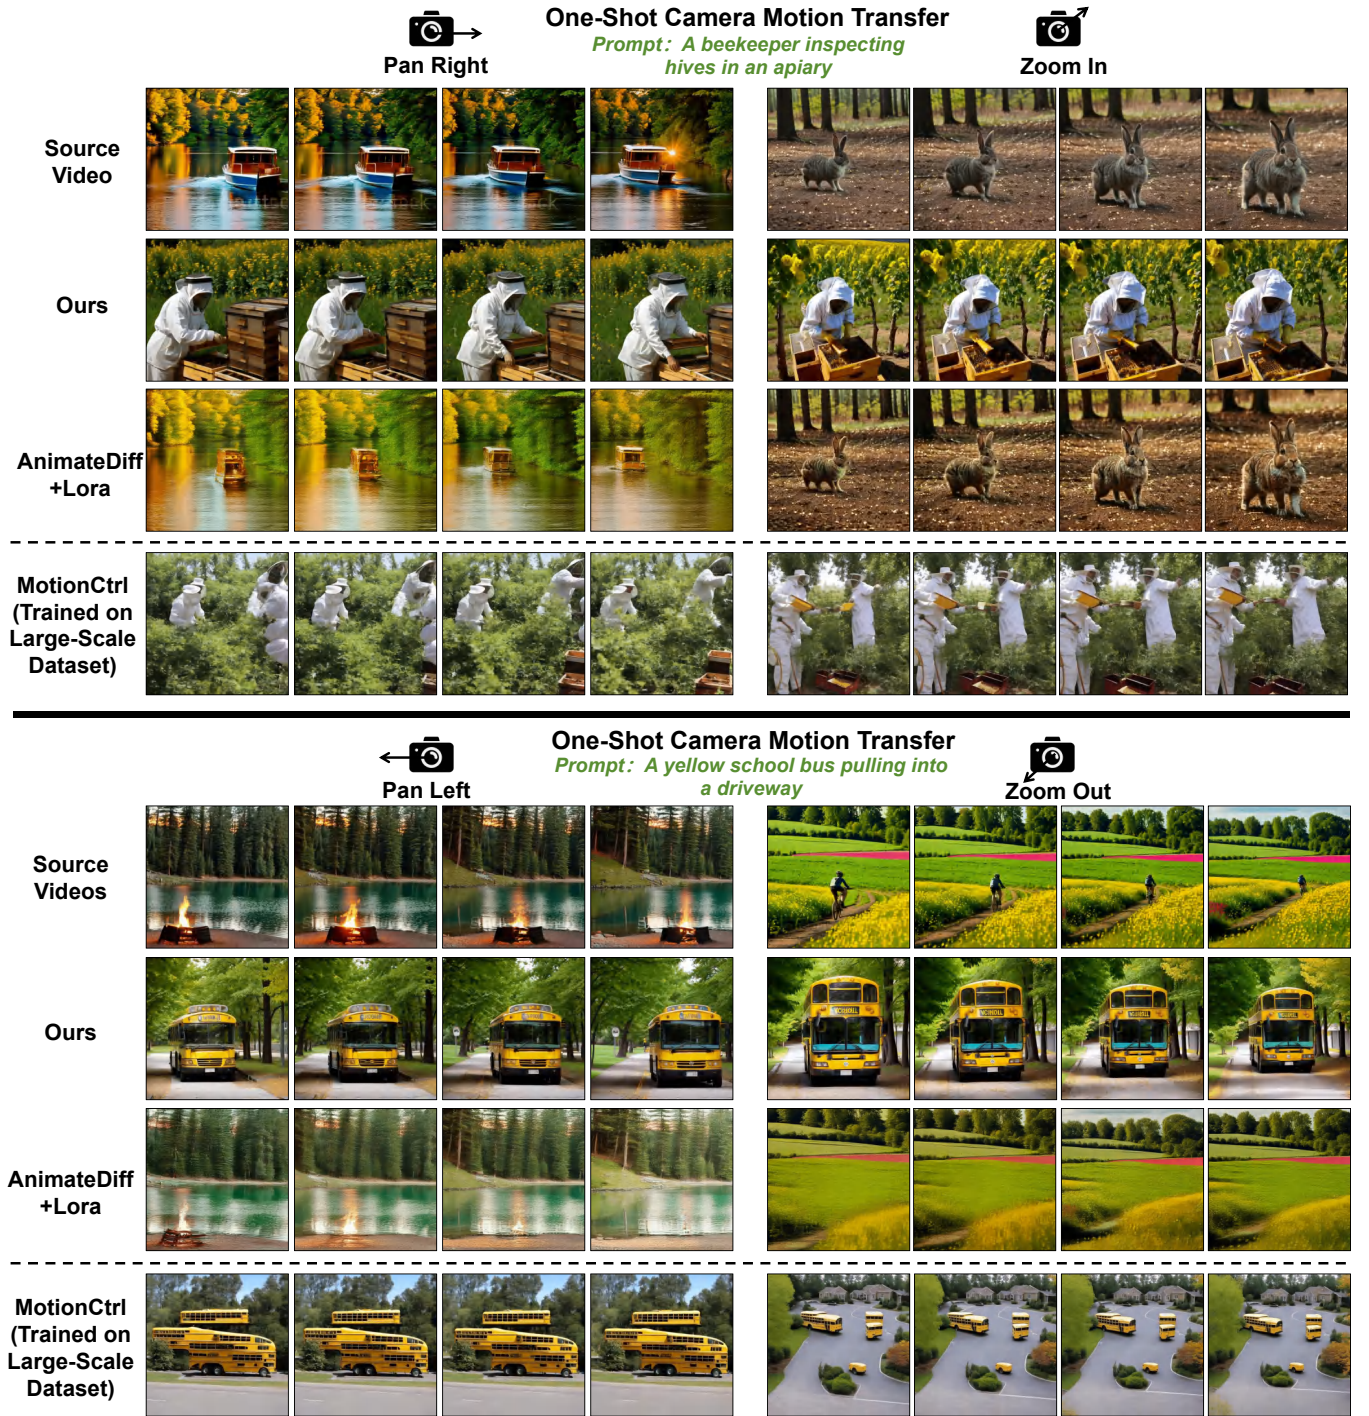 One-Shot Camera Motion Transfer
Prompt: A beekeeper inspecting
hives in an apiary
Pan Right
Zoom In
Source
Video
Ours
AnimateDiff
+Lora
MotionCtrl
(Trained on
Large-Scale
Dataset)
One-Shot Camera Motion Transfer
Prompt: A yellow school bus pulling into
a driveway
Pan Left
Zoom Out
Source
Videos
Ours
AnimateDiff
+Lora
MotionCtrl
(Trained on
Large-Scale
Dataset)